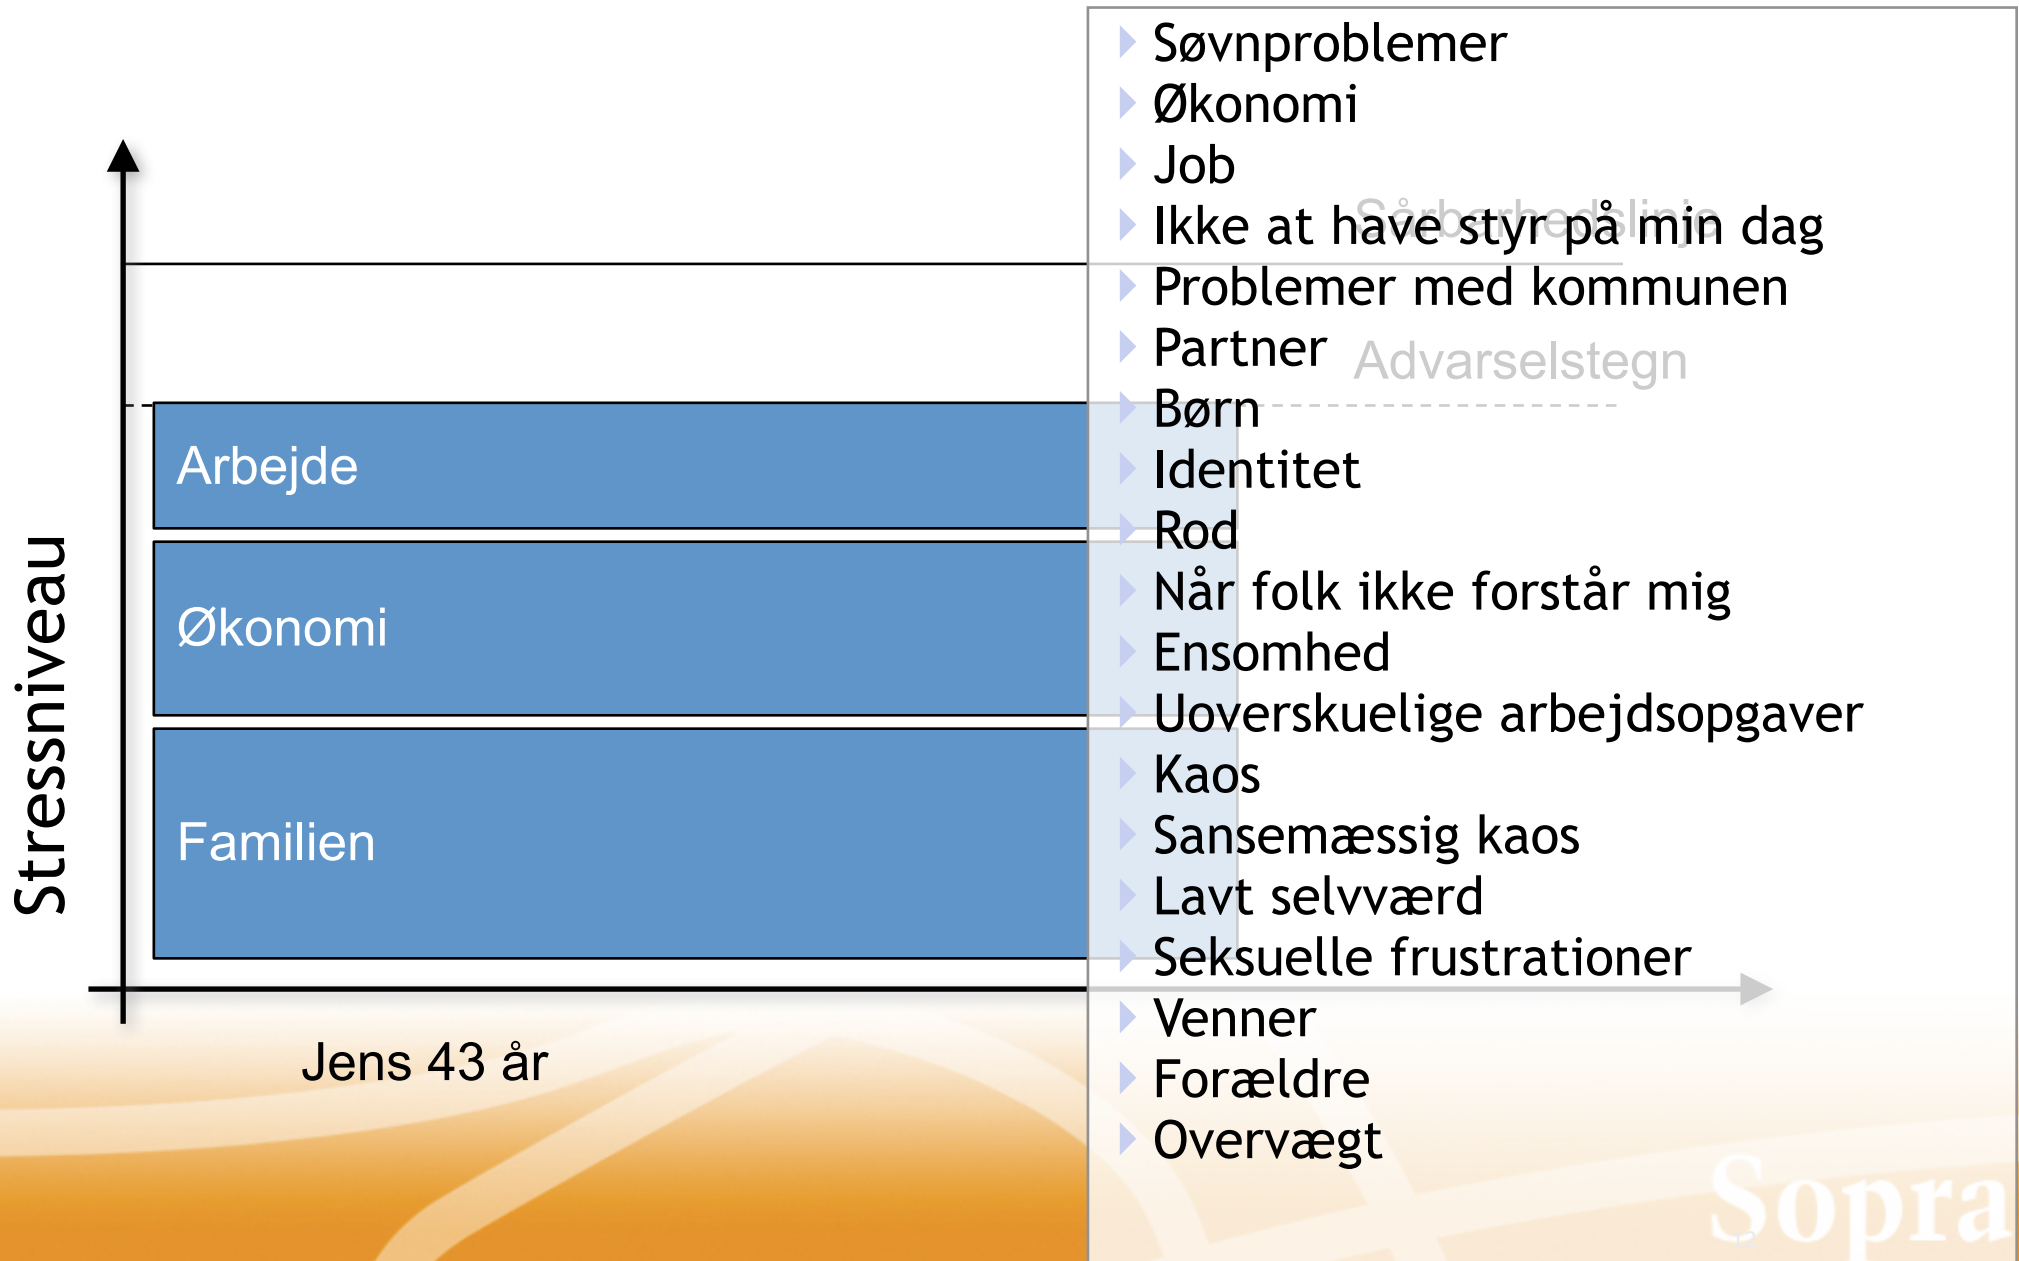 Stressniveau
Arbejde
Økonomi
Familien
Jens 43 år
Sårbarhedslinje
Advarselstegn
Søvnproblemer
Økonomi
Job
Ikke at have styr på min dag
Problemer med kommunen
Partner
Børn
Identitet
Rod
Når folk ikke forstår mig
Ensomhed
Uoverskuelige arbejdsopgaver
Kaos
Sansemæssig kaos
Lavt selvværd
Seksuelle frustrationer
Venner
Forældre
Overvægt
Sopra